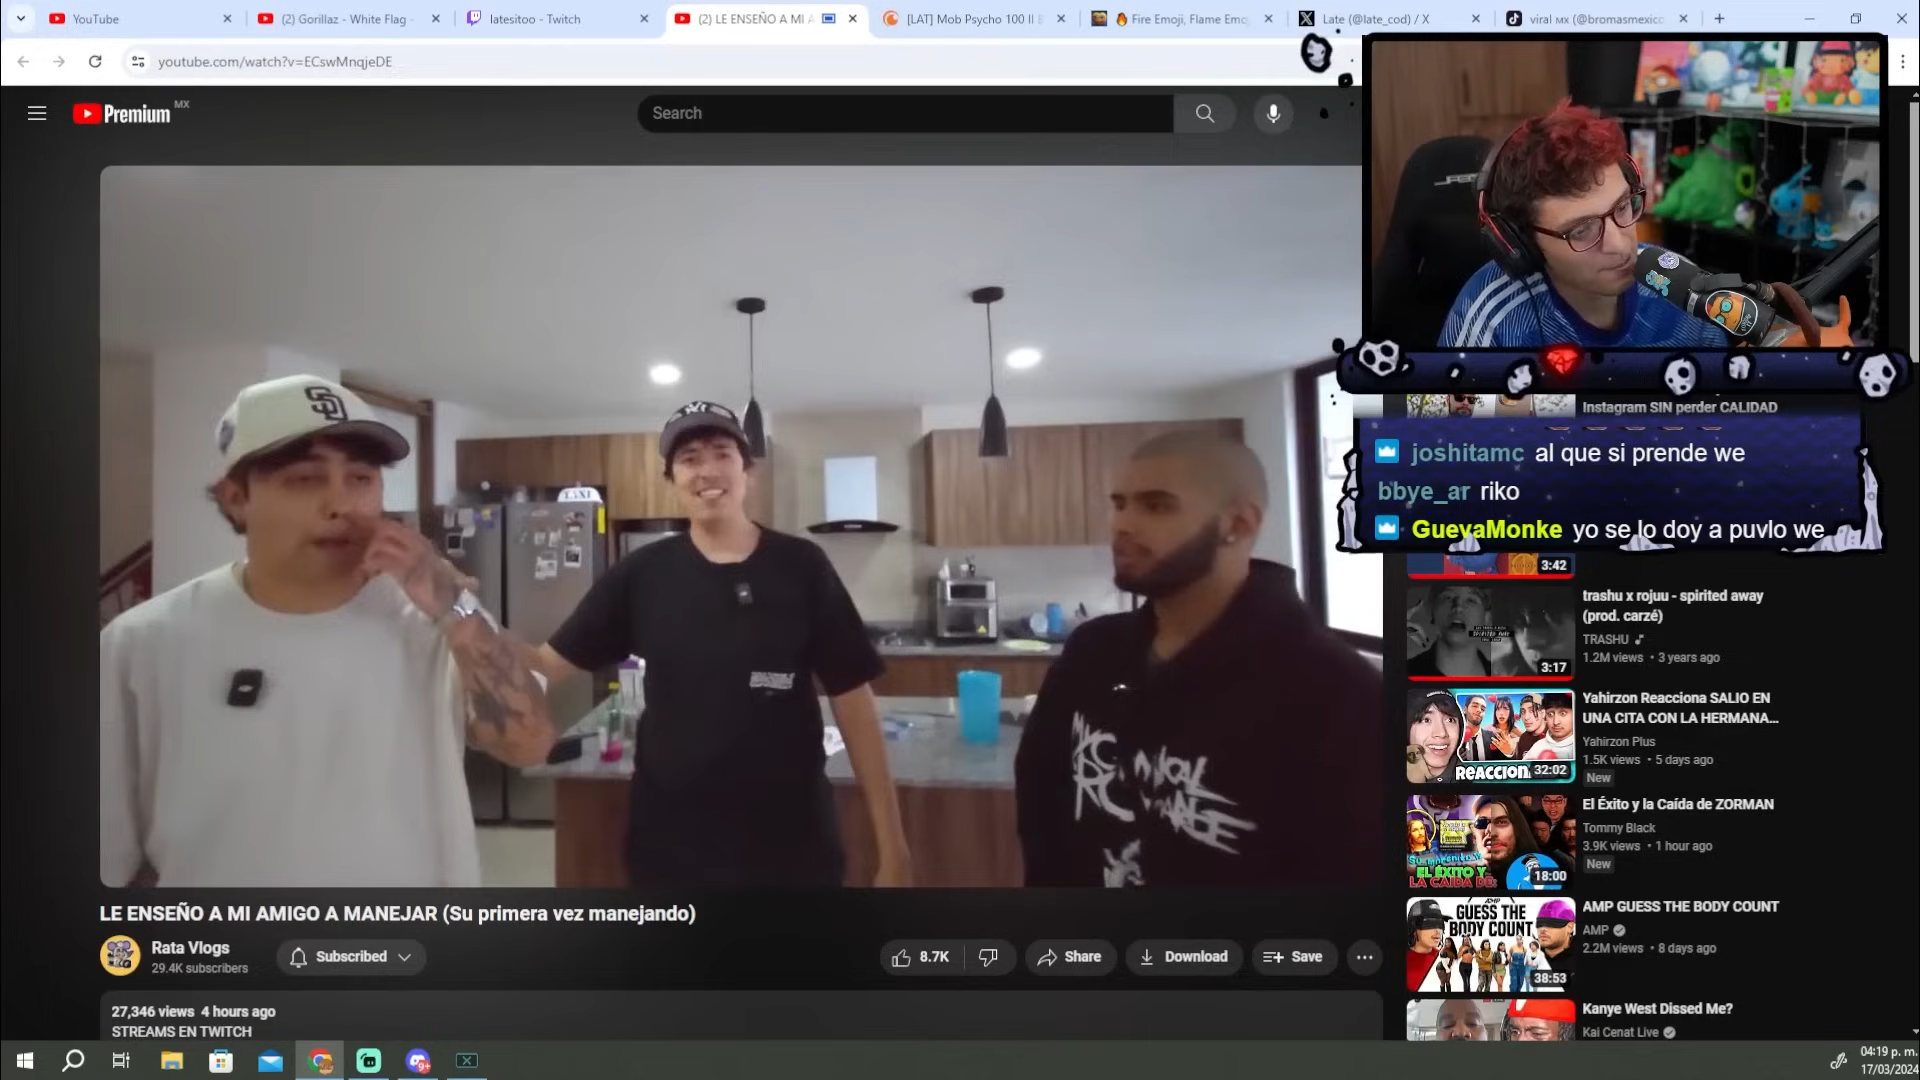 YouTube
(2) Gorillaz - White Flag
latesitoo - Twitch
(2) LE ENSEÑO A MI A
[LAT] Mob Psycho 100 II E
Fire Emoji, Flame Emo
Late (@late_cod) / X
viral мx (@bromasmexico
youtube.com/watch?v=ECswMnqjeDE
Premium MX
Search
SD
NY
TAXI
Instagram SIN perder CALIDAD
joshitamc al que si prende we
bbye_ar riko
GuevaMonke yo se lo doy a puvlo we
3:42
trashu x rojuu - spirited away
(prod. carzé)
TRASHU
1.2M views • 3 years ago
3:17
Yahirzon Reacciona SALIO EN
UNA CITA CON LA HERMANA...
Yahirzon Plus
1.5K views • 5 days ago
New
REACCION
32:02
El Éxito y la Caída de ZORMAN
Tommy Black
3.9K views • 1 hour ago
New
EL ÉXITO Y
LA CAÍDA DE:
18:00
AMP GUESS THE BODY COUNT
AMP
2.2M views • 8 days ago
AMP
GUESS THE
BODY COUNT
38:53
Kanye West Dissed Me?
Kai Cenat Live
LE ENSEÑO A MI AMIGO A MANEJAR (Su primera vez manejando)
Rata Vlogs
29.4K subscribers
Subscribed
8.7K
Share
Download
Save
27,346 views 4 hours ago
STREAMS EN TWITCH
9+
04:19 p. m.
17/03/2024